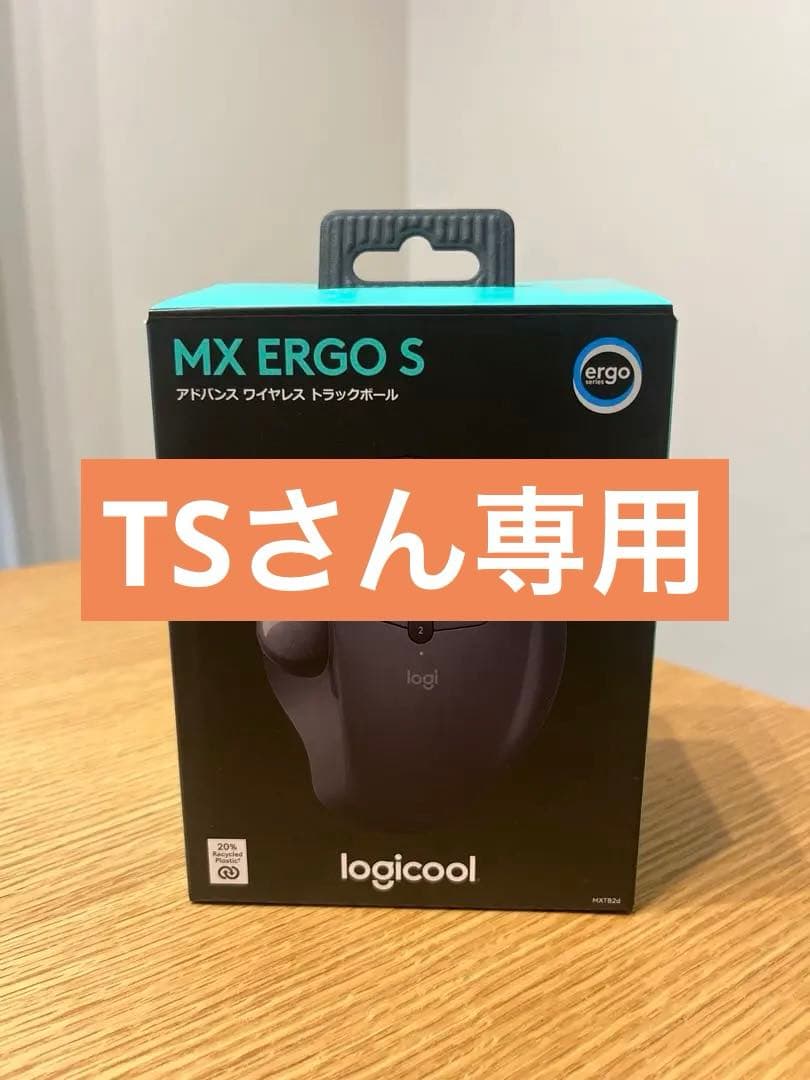 MX ERGO S
アドバンス ワイヤレス トラックボール
ergo
series
TSさん専用
2
logi
20%
Recycled
Plastic*
logicool
MXTB2d